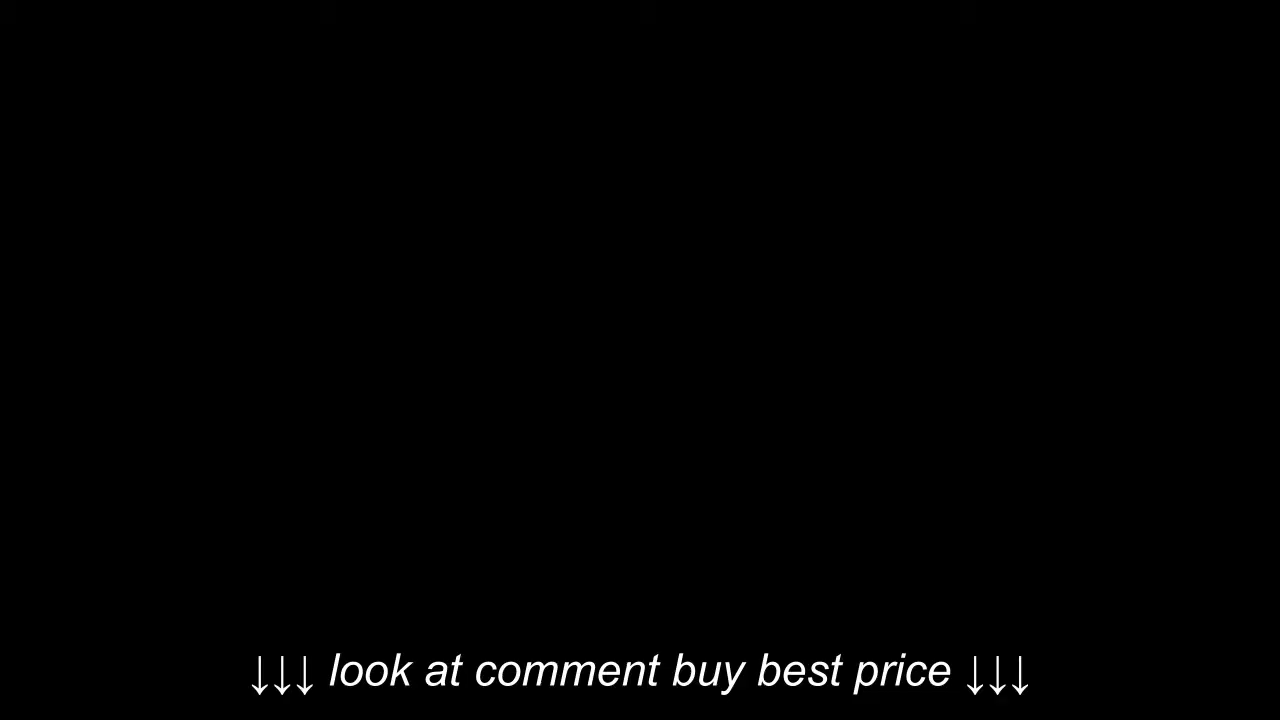 ↓↓↓ look at comment buy best price ↓↓↓